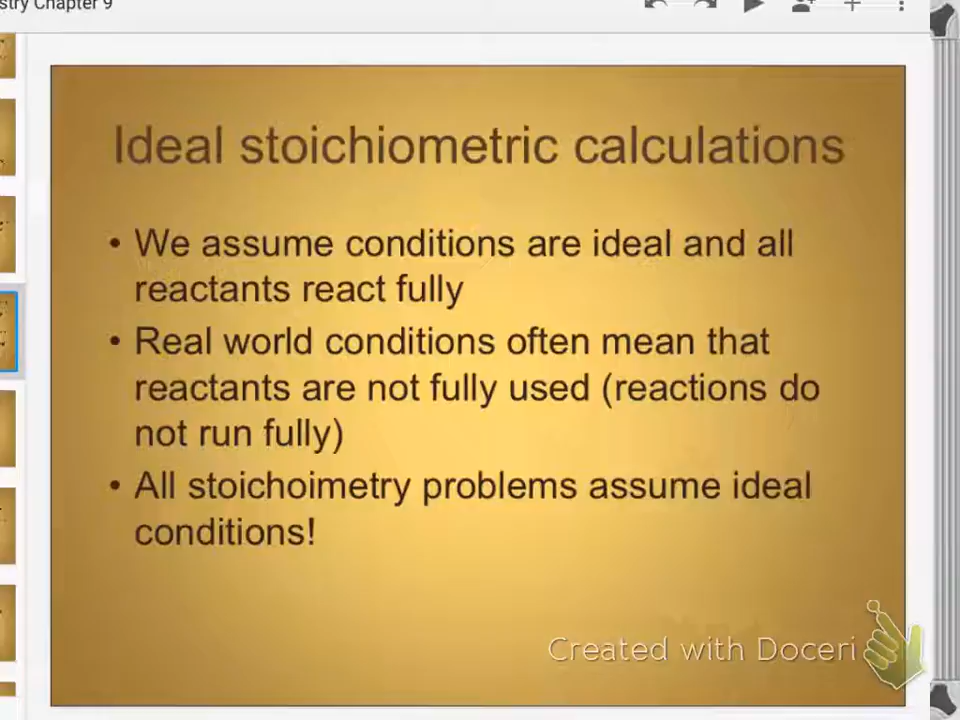 stry Chapter 9
Ideal stoichiometric calculations
• We assume conditions are ideal and all
reactants react fully
• Real world conditions often mean that
reactants are not fully used (reactions do
not run fully)
• All stoichoimetry problems assume ideal
conditions!
Created with Doceri